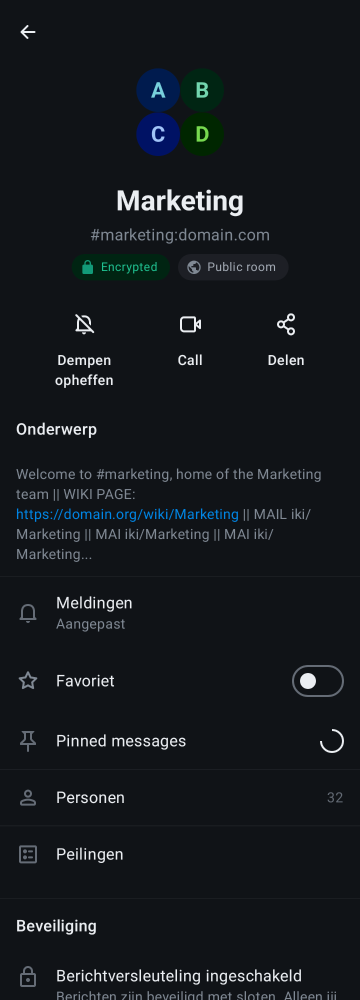 A B
C D
Marketing
#marketing:domain.com
Encrypted Public room
Dempen opheffen
Call
Delen
Onderwerp
Welcome to #marketing, home of the Marketing
team || WIKI PAGE:
https://domain.org/wiki/Marketing || MAIL iki/
Marketing || MAI iki/Marketing || MAI iki/
Marketing...
Meldingen
Aangepast
Favoriet
Pinned messages
Personen 32
Peilingen
Beveiliging
Berichtversleuteling ingeschakeld
Berichten zijn beveiligd met sloten. Alleen jij